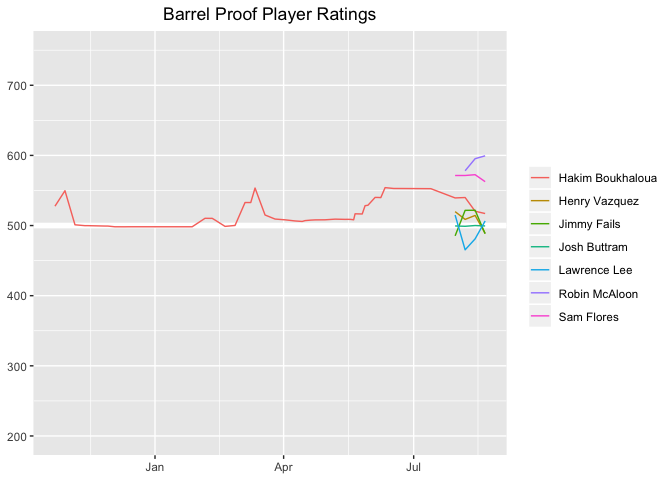 Barrel Proof Player Ratings
700
600
500
400
300
200
Jan Apr Jul
Hakim Boukhaloua
Henry Vazquez
Jimmy Fails
Josh Buttram
Lawrence Lee
Robin McAloon
Sam Flores